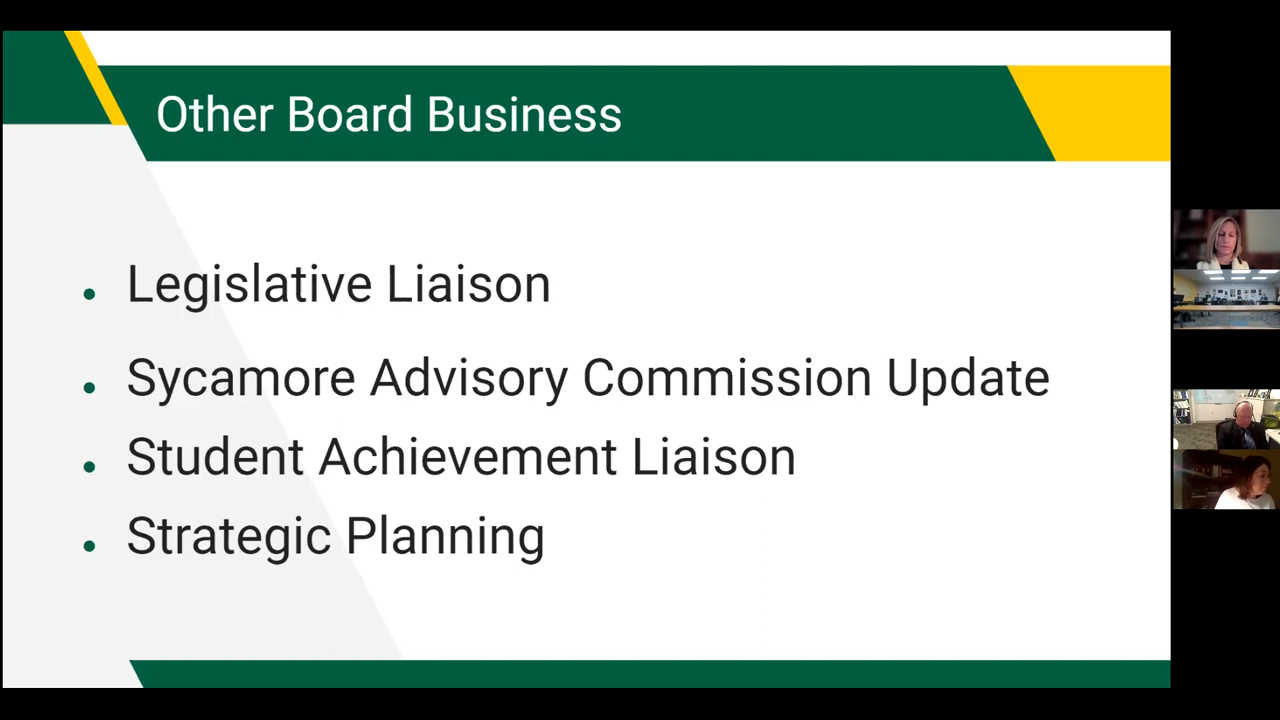 Other Board Business
Legislative Liaison
Sycamore Advisory Commission Update
Student Achievement Liaison
Strategic Planning